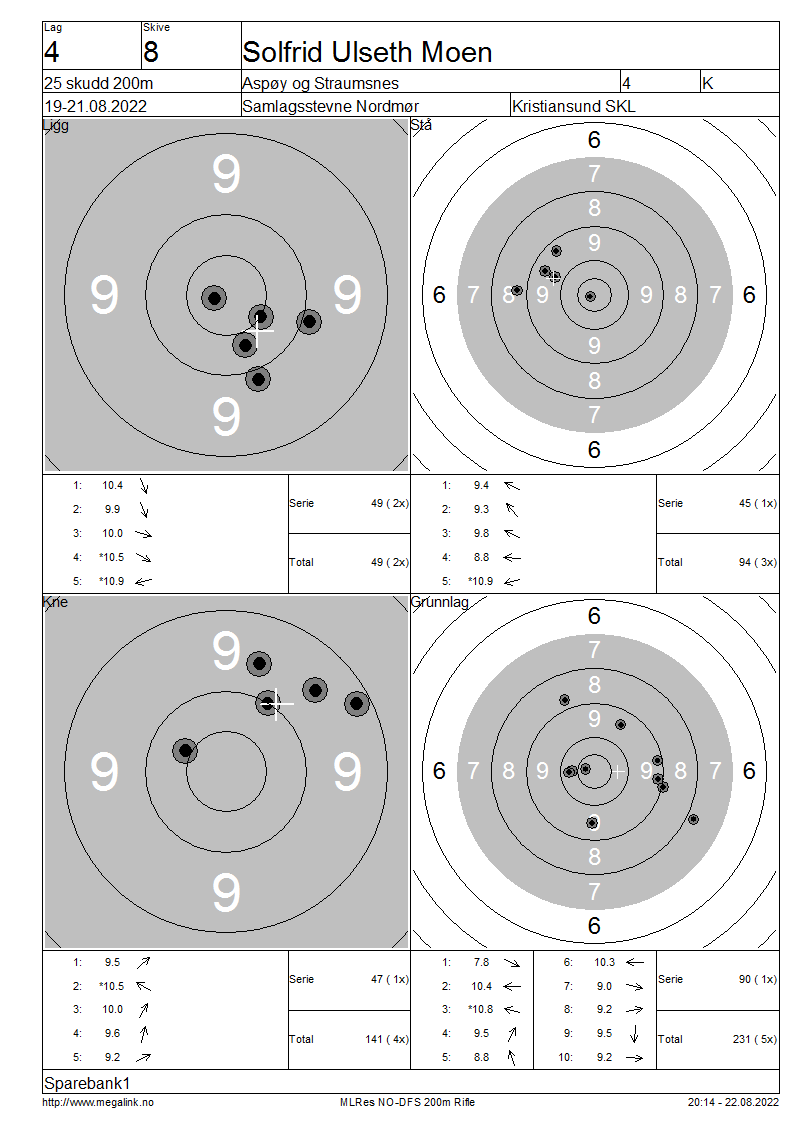 Lag
Skive
4
8
Solfrid Ulseth Moen
25 skudd 200m
Aspøy og Straumsnes
4
K
19-21.08.2022
Samlagsstevne Nordmør
Kristiansund SKL
Ligg
9
9 9
9
Stå
6
7
8
9
6 7 8 9 9 8 7 6
9
8
7
6
1: 10.4
2: 9.9
3: 10.0
4: *10.5
5: *10.9
Serie 49 ( 2x)
Total 49 ( 2x)
1: 9.4
2: 9.3
3: 9.8
4: 8.8
5: *10.9
Serie 45 ( 1x)
Total 94 ( 3x)
Kne
9
9 9
9
Grunnlag
6
7
8
9
6 7 8 9 9 8 7 6
9
8
7
6
1: 9.5
2: *10.5
3: 10.0
4: 9.6
5: 9.2
Serie 47 ( 1x)
Total 141 ( 4x)
1: 7.8
2: 10.4
3: *10.8
4: 9.5
5: 8.8
6: 10.3
7: 9.0
8: 9.2
9: 9.5
10: 9.2
Serie 90 ( 1x)
Total 231 ( 5x)
Sparebank1
http://www.megalink.no
MLRes NO-DFS 200m Rifle
20:14 - 22.08.2022